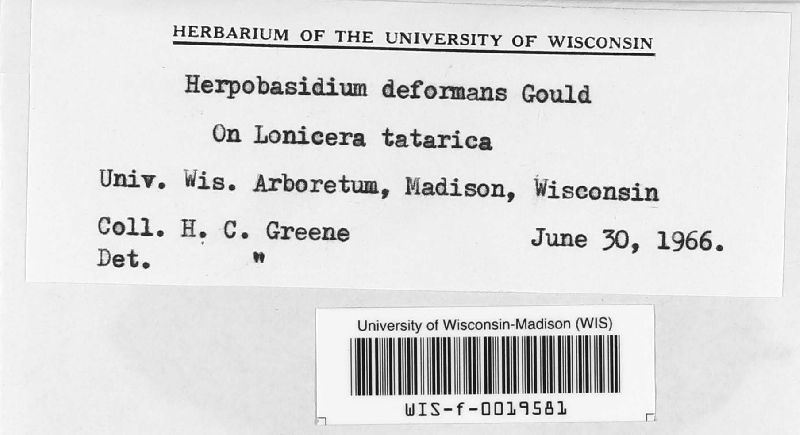 HERBARIUM OF THE UNIVERSITY OF WISCONSIN
Herpobasidium deformans Gould
On Lonicera tatarica
Univ. Wis. Arboretum, Madison, Wisconsin
Coll. H. C. Greene June 30, 1966.
Det. "
University of Wisconsin-Madison (WIS)
WIS-f-0019581